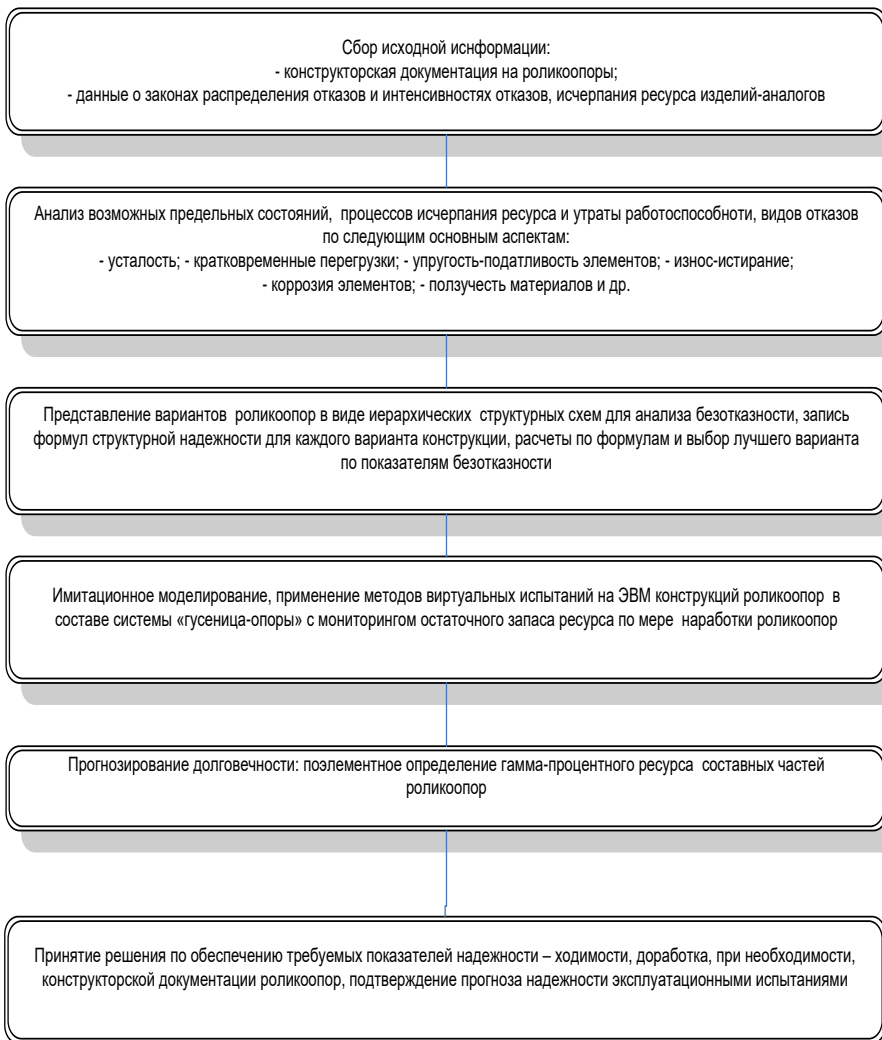 Сбор исходной иснформации:
- конструкторская документация на роликоопоры;
- данные о законах распределения отказов и интенсивностях отказов, исчерпания ресурса изделий-аналогов
Анализ возможных предельных состояний, процессов исчерпания ресурса и утраты работоспособноти, видов отказов
по следующим основным аспектам:
- усталость; - кратковременные перегрузки; - упругость-податливость элементов; - износ-истирание;
- коррозия элементов; - ползучесть материалов и др.
Представление вариантов роликоопор в виде иерархических структурных схем для анализа безотказности, запись
формул структурной надежности для каждого варианта конструкции, расчеты по формулам и выбор лучшего варианта
по показателям безотказности
Имитационное моделирование, применение методов виртуальных испытаний на ЭВМ конструкций роликоопор в
составе системы «гусеница-опоры» с мониторингом остаточного запаса ресурса по мере наработки роликоопор
Прогнозирование долговечности: поэлементное определение гамма-процентного ресурса составных частей
роликоопор
Принятие решения по обеспечению требуемых показателей надежности – ходимости, доработка, при необходимости,
конструкторской документации роликоопор, подтверждение прогноза надежности эксплуатационными испытаниями